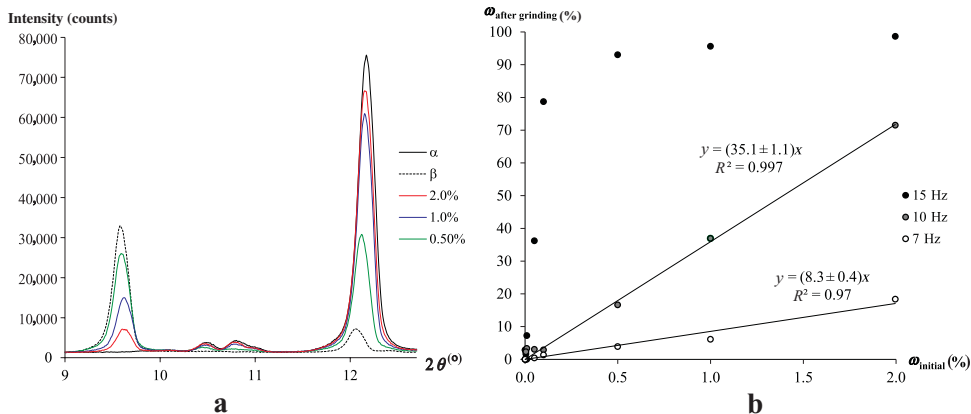 Intensity (counts)
80,000
70,000
60,000
50,000
40,000
30,000
20,000
10,000
0
9
10
11
12
2θ(o)
α
β
2.0%
1.0%
0.50%
a
ω after grinding (%)
100
90
80
70
60
50
40
30
20
10
0
0.0
0.5
1.0
1.5
2.0
ω initial (%)
y = (35.1 ± 1.1)x
R² = 0.997
y = (8.3 ± 0.4)x
R² = 0.97
15 Hz
10 Hz
7 Hz
b